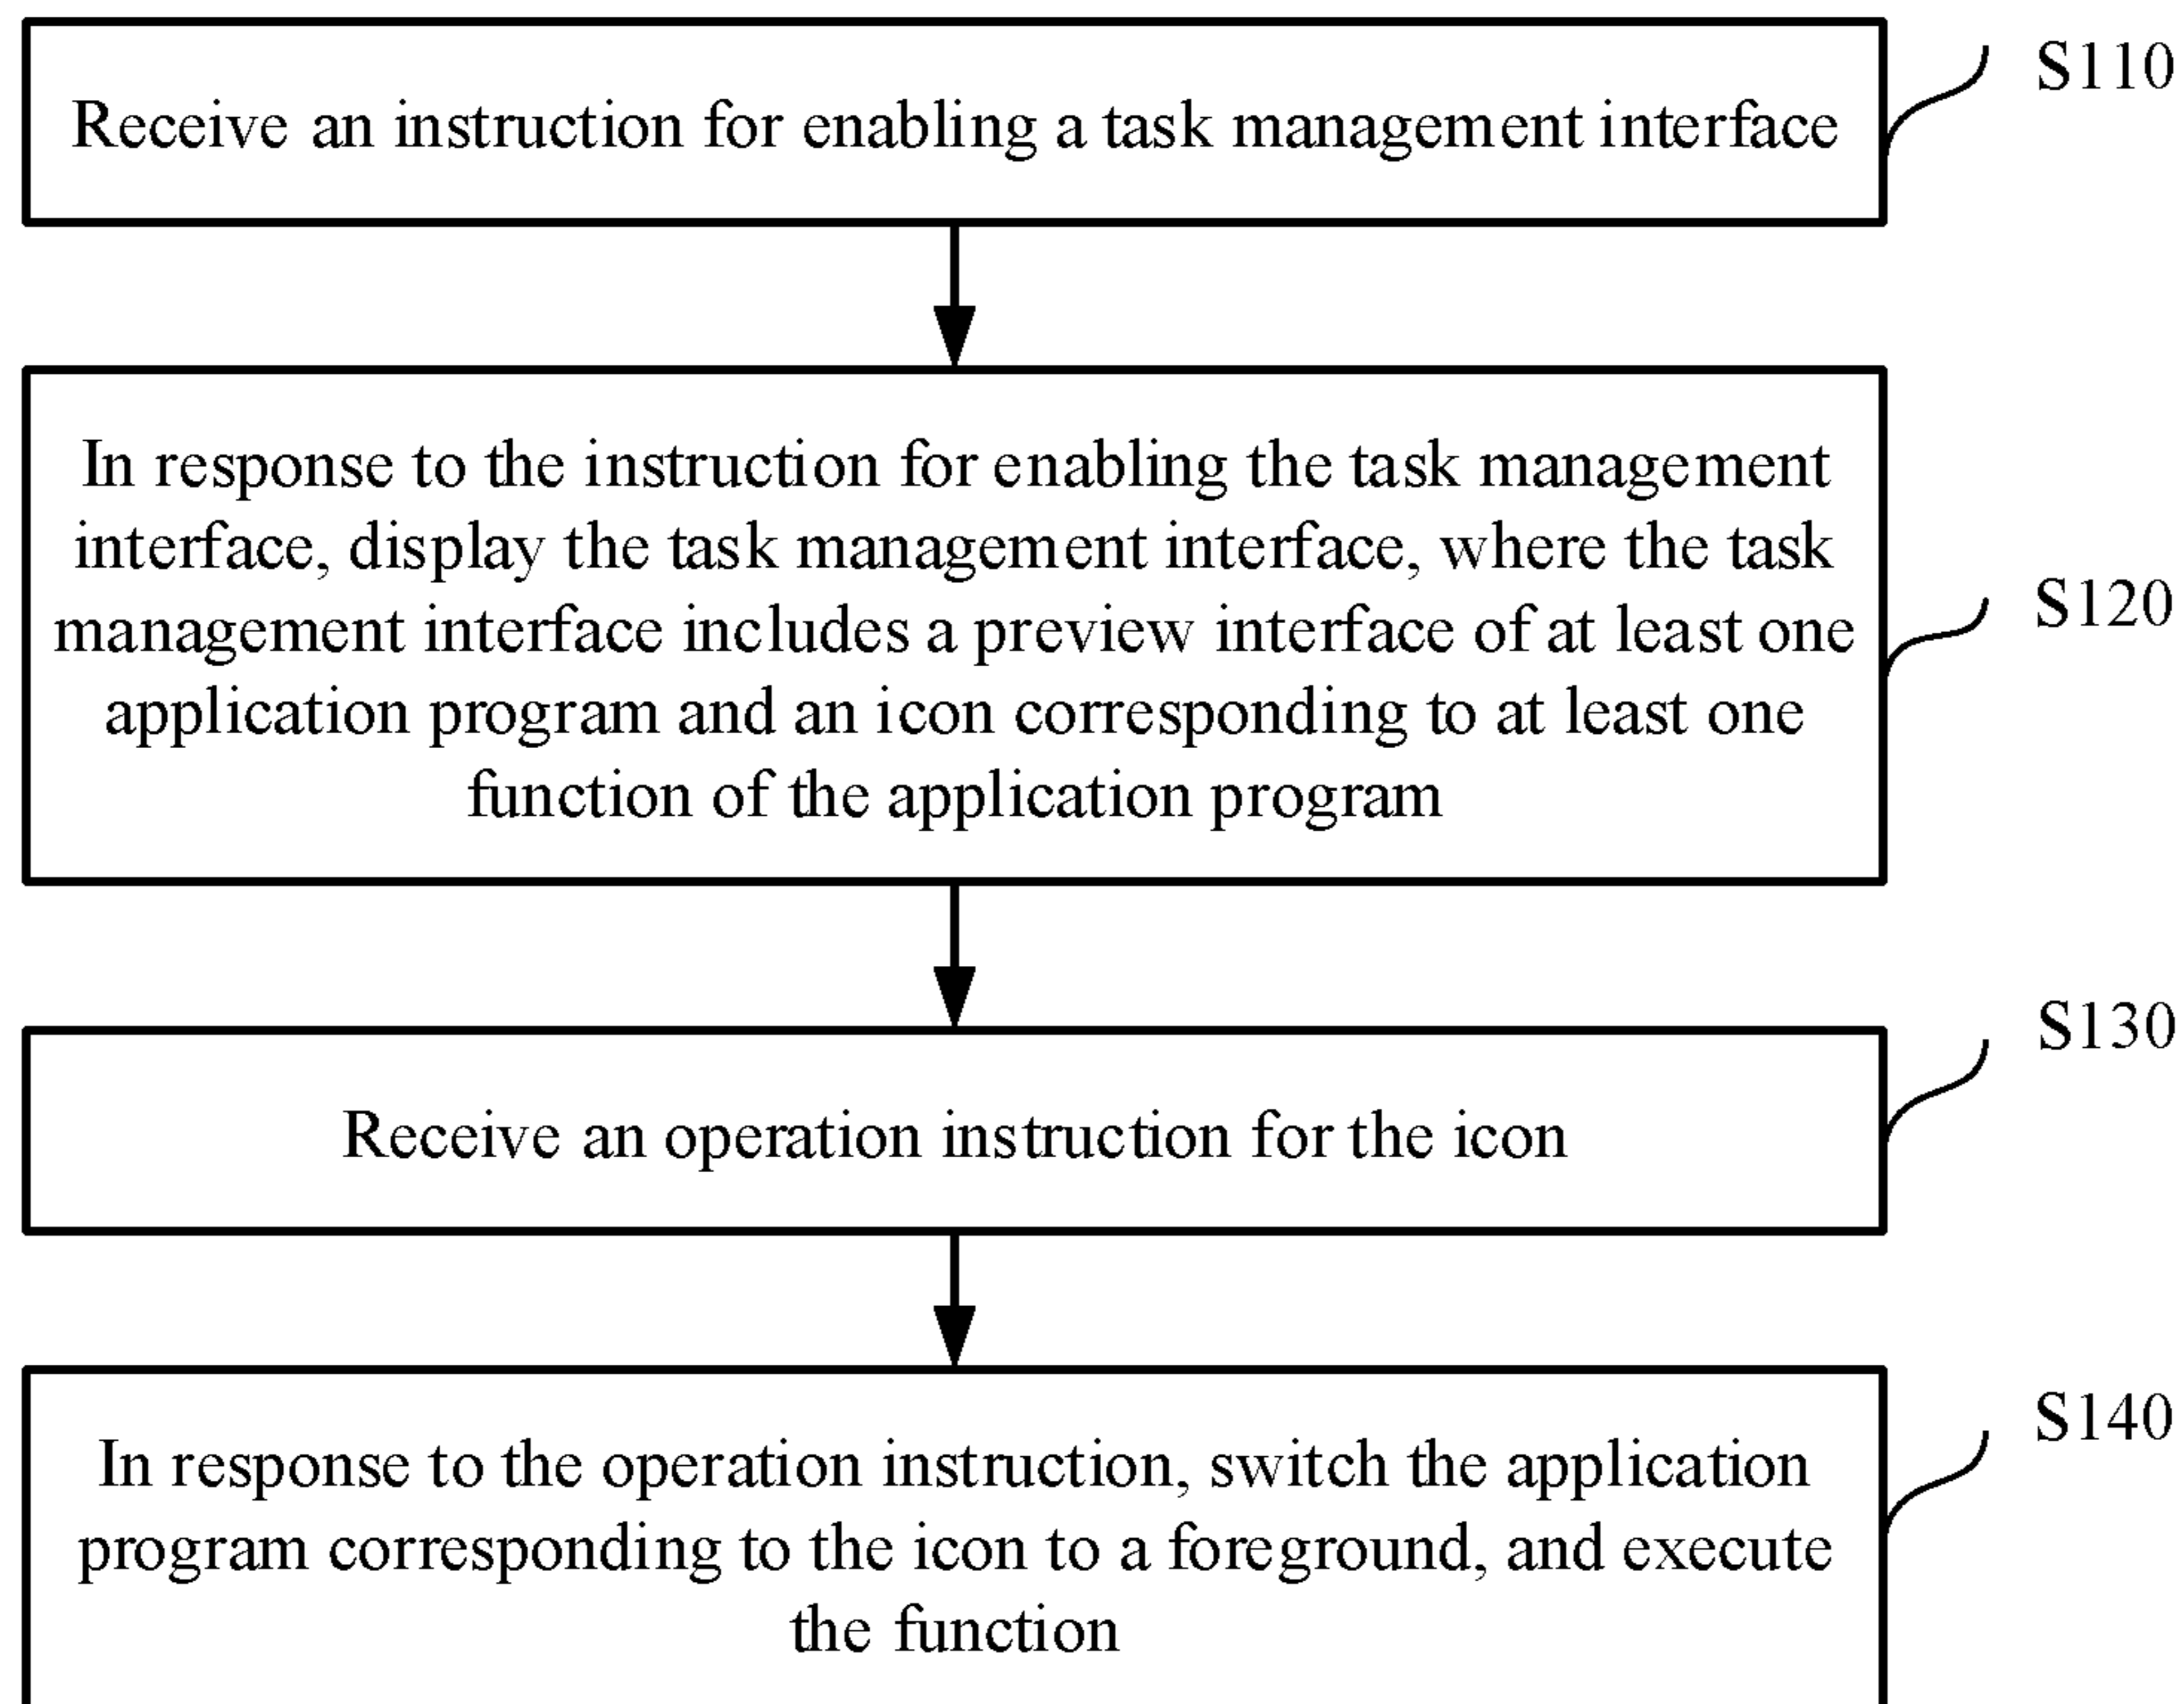 S110
Receive an instruction for enabling a task management interface
In response to the instruction for enabling the task management
interface, display the task management interface, where the task
management interface includes a preview interface of at least one
application program and an icon corresponding to at least one
function of the application program
S120
S130
Receive an operation instruction for the icon
S140
In response to the operation instruction, switch the application
program corresponding to the icon to a foreground, and execute
the function